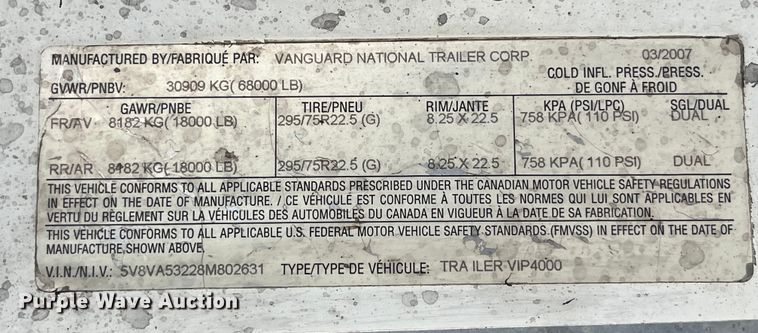 MANUFACTURED BY/FABRIQUÉ PAR: VANGUARD NATIONAL TRAILER CORP. 03/2007
GVWR/PNBV: 30909 KG( 68000 LB) COLD INFL. PRESS./PRESS. DE GONF À FROID
GAWR/PNBE TIRE/PNEU RIM/JANTE KPA (PSI/LPC) SGL/DUAL
FR/AV 8182 KG( 18000 LB) 295/75R22.5 (G) 8.25 X 22.5 758 KPA( 110 PSI) DUAL
RR/AR 8182 KG( 18000 LB) 295/75R22.5 (G) 8.25 X 22.5 758 KPA( 110 PSI) DUAL
THIS VEHICLE CONFORMS TO ALL APPLICABLE STANDARDS PRESCRIBED UNDER THE CANADIAN MOTOR VEHICLE SAFETY REGULATIONS
IN EFFECT ON THE DATE OF MANUFACTURE. / CE VÉHICULE EST CONFORME À TOUTES LES NORMES QUI LUI SONT APPLICABLES EN
VERTU DU RÈGLEMENT SUR LA VÉHICULES DES AUTOMOBILES DU CANADA EN VIGUEUR À LA DATE DE SA FABRICATION.
THIS VEHICLE CONFORMS TO ALL APPLICABLE U.S. FEDERAL MOTOR VEHICLE SAFETY STANDARDS (FMVSS) IN EFFECT ON THE DATE OF
MANUFACTURE.SHOWN ABOVE.
V.I.N./N.I.V.: 5V8VA53228M802631 TYPE/TYPE DE VÉHICULE: TRAILER VIP4000
Purple Wave Auction